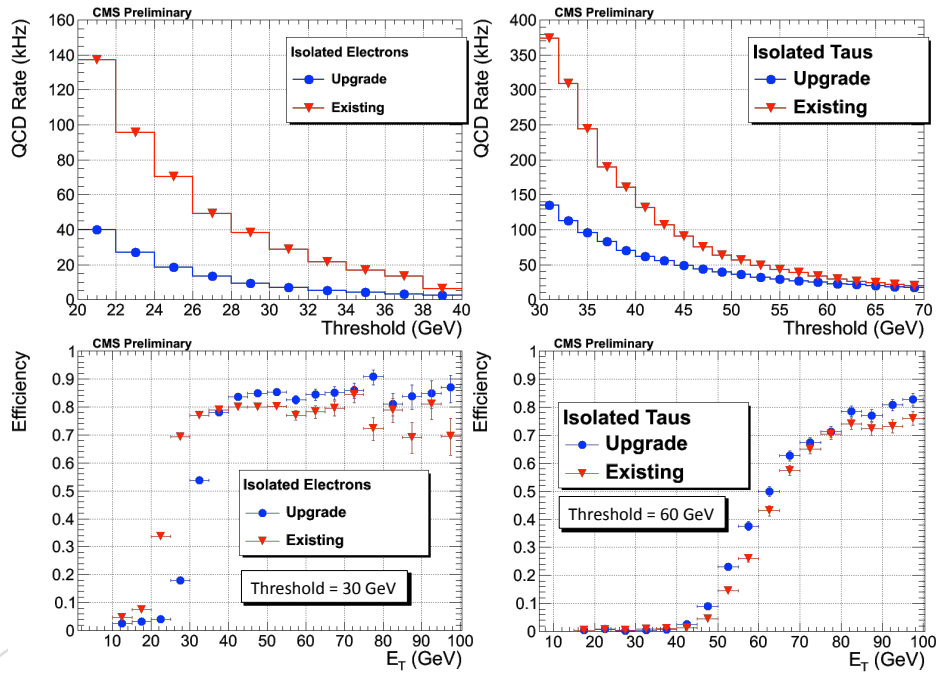 CMS Preliminary
QCD Rate (kHz)
160
140
120
100
80
60
40
20
0
Isolated Electrons
Upgrade
Existing
20 22 24 26 28 30 32 34 36 38 40
Threshold (GeV)
CMS Preliminary
QCD Rate (kHz)
400
350
300
250
200
150
100
50
0
Isolated Taus
Upgrade
Existing
30 35 40 45 50 55 60 65 70
Threshold (GeV)
CMS Preliminary
Efficiency
1
0.9
0.8
0.7
0.6
0.5
0.4
0.3
0.2
0.1
0
Isolated Electrons
Upgrade
Existing
Threshold = 30 GeV
0 10 20 30 40 50 60 70 80 90 100
E_T (GeV)
CMS Preliminary
Efficiency
1
0.9
0.8
0.7
0.6
0.5
0.4
0.3
0.2
0.1
0
Isolated Taus
Upgrade
Existing
Threshold = 60 GeV
10 20 30 40 50 60 70 80 90 100
E_T (GeV)